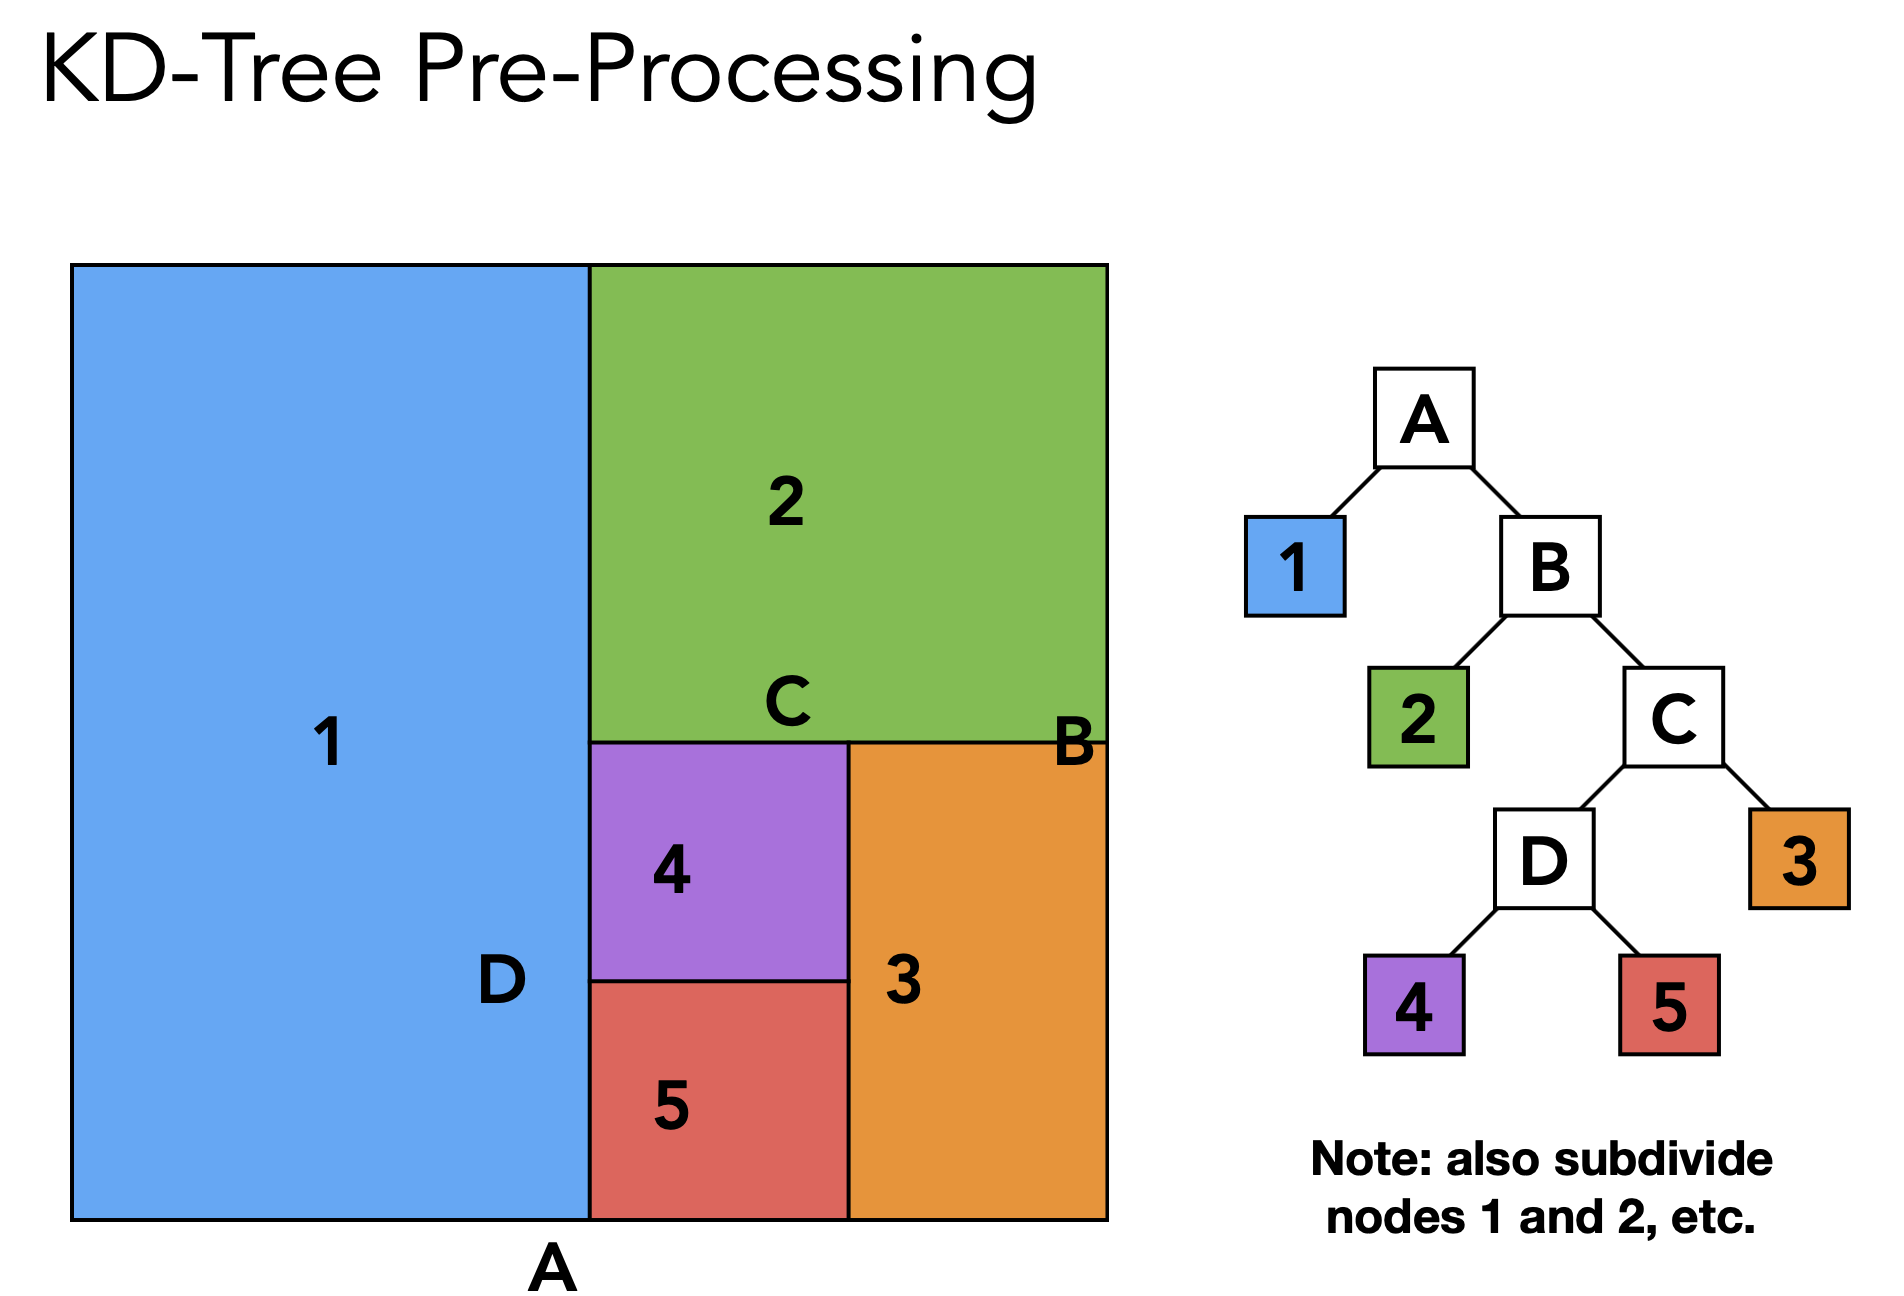 KD-Tree Pre-Processing
2
C
1
B
4
D
3
5
A
A
1
B
2
C
D
3
4
5
Note: also subdivide
nodes 1 and 2, etc.